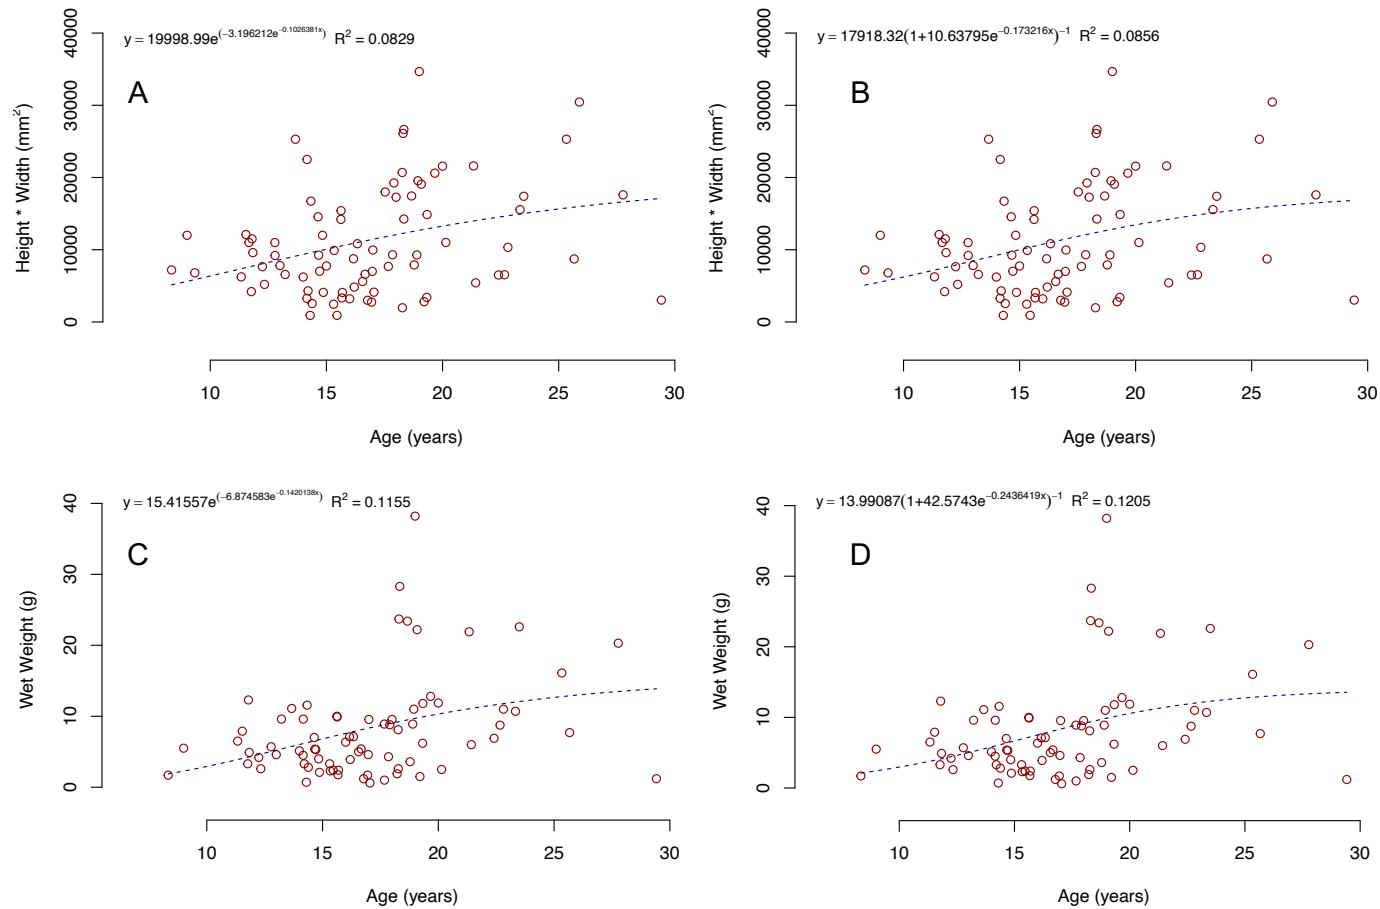 y = 19998.99e^(−3.196212e^−0.1026381x) R² = 0.0829
A
Height * Width (mm²)
40000
30000
20000
10000
0
10 15 20 25 30
Age (years)
y = 17918.32(1+10.63795e^−0.173216x)^−1 R² = 0.0856
B
Height * Width (mm²)
40000
30000
20000
10000
0
10 15 20 25 30
Age (years)
y = 15.41557e^(−6.874583e^−0.1420138x) R² = 0.1155
C
Wet Weight (g)
40
30
20
10
0
10 15 20 25 30
Age (years)
y = 13.99087(1+42.5743e^−0.2436419x)^−1 R² = 0.1205
D
Wet Weight (g)
40
30
20
10
0
10 15 20 25 30
Age (years)